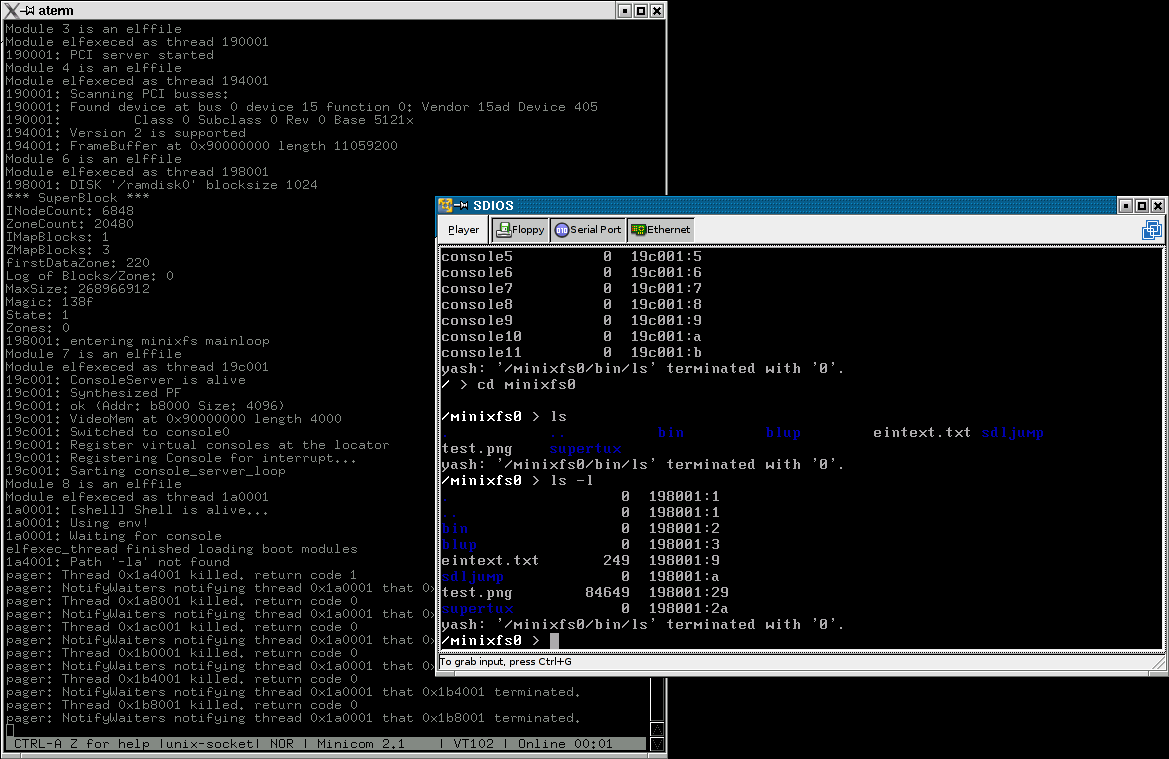 aterm
Module 3 is an elffile
Module elfexeced as thread 190001
190001: PCI server started
Module 4 is an elffile
Module elfexeced as thread 194001
190001: Scanning PCI busses:
190001: Found device at bus 0 device 15 function 0: Vendor 15ad Device 405
190001:         Class 0 Subclass 0 Rev 0 Base 5121x
194001: Version 2 is supported
194001: FrameBuffer at 0x90000000 length 11059200
Module 6 is an elffile
Module elfexeced as thread 198001
198001: DISK '/ramdisk0' blocksize 1024
*** SuperBlock ***
INodeCount: 6848
ZoneCount: 20480
IMapBlocks: 1
ZMapBlocks: 3
firstDataZone: 220
Log of Blocks/Zone: 0
MaxSize: 268966912
Magic: 138f
State: 1
Zones: 0
198001: entering minixfs mainloop
Module 7 is an elffile
Module elfexeced as thread 19c001
19c001: ConsoleServer is alive
19c001: Synthesized PF
19c001: ok (Addr: b8000 Size: 4096)
19c001: VideoMem at 0x90000000 length 4000
19c001: Switched to console0
19c001: Register virtual consoles at the locator
19c001: Registering Console for interrupt...
19c001: Sarting console_server_loop
Module 8 is an elffile
Module elfexeced as thread 1a0001
1a0001: [shell] Shell is alive...
1a0001: Using env!
1a0001: Waiting for console
elfexec_thread finished loading boot modules
1a4001: Path '-la' not found
pager: Thread 0x1a4001 killed. return code 1
pager: NotifyWaiters notifying thread 0x1a0001 that 0x
pager: Thread 0x1a8001 killed. return code 0
pager: NotifyWaiters notifying thread 0x1a0001 that 0x
pager: Thread 0x1ac001 killed. return code 0
pager: NotifyWaiters notifying thread 0x1a0001 that 0x
pager: Thread 0x1b0001 killed. return code 0
pager: NotifyWaiters notifying thread 0x1a0001 that 0x
pager: Thread 0x1b4001 killed. return code 0
pager: NotifyWaiters notifying thread 0x1a0001 that 0x1b4001 terminated.
pager: Thread 0x1b8001 killed. return code 0
pager: NotifyWaiters notifying thread 0x1a0001 that 0x1b8001 terminated.
CTRL-A Z for help |unix-socket| NOR | Minicom 2.1    | VT102 | Online 00:01
SDIOS
Player Floppy Serial Port Ethernet
console5          0  19c001:5
console6          0  19c001:6
console7          0  19c001:7
console8          0  19c001:8
console9          0  19c001:9
console10         0  19c001:a
console11         0  19c001:b
yash: '/minixfs0/bin/ls' terminated with '0'.
/ > cd minixfs0
/minixfs0 > ls
.           ..          bin         blup        eintext.txt sdljump
test.png    supertux
yash: '/minixfs0/bin/ls' terminated with '0'.
/minixfs0 > ls -l
.                   0  198001:1
..                  0  198001:1
bin                 0  198001:2
blup                0  198001:3
eintext.txt       249  198001:9
sdljump             0  198001:a
test.png        84649  198001:29
supertux            0  198001:2a
yash: '/minixfs0/bin/ls' terminated with '0'.
/minixfs0 >
To grab input, press Ctrl+G